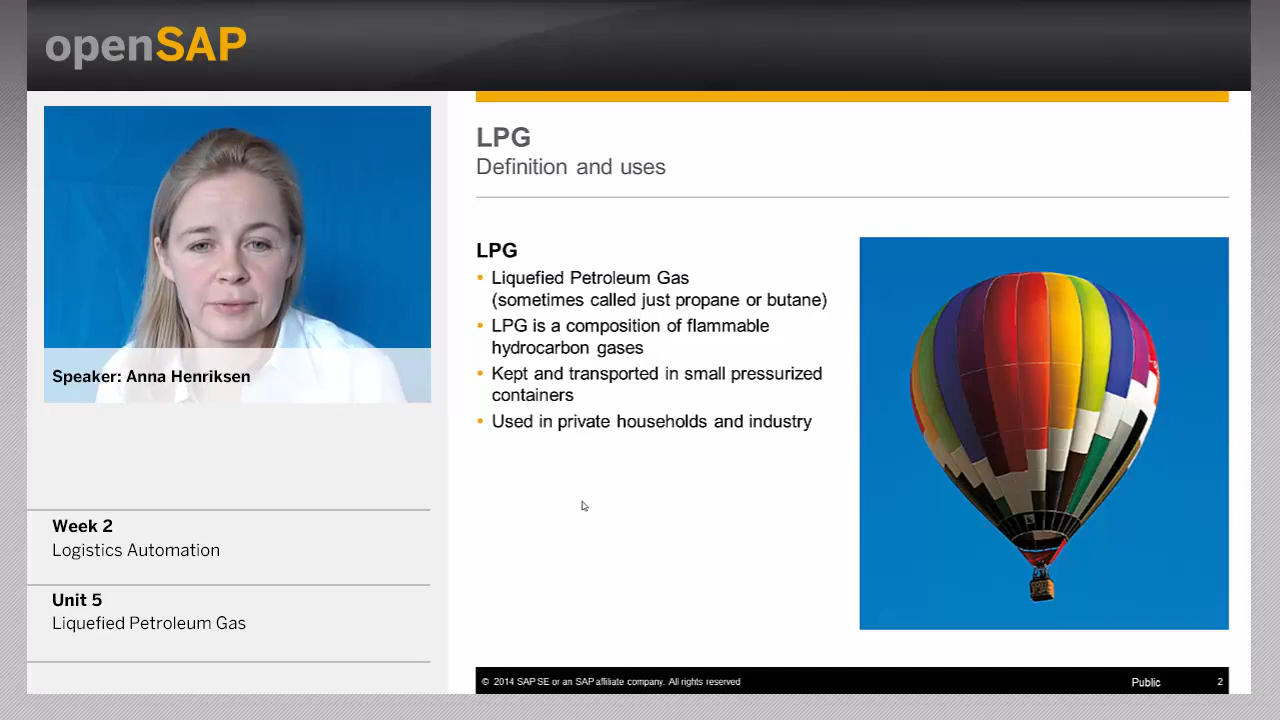 openSAP
LPG
Definition and uses
LPG
• Liquefied Petroleum Gas
(sometimes called just propane or butane)
• LPG is a composition of flammable
hydrocarbon gases
• Kept and transported in small pressurized
containers
• Used in private households and industry
Speaker: Anna Henriksen
Week 2
Logistics Automation
Unit 5
Liquefied Petroleum Gas
© 2014 SAP SE or an SAP affiliate company. All rights reserved
Public
2